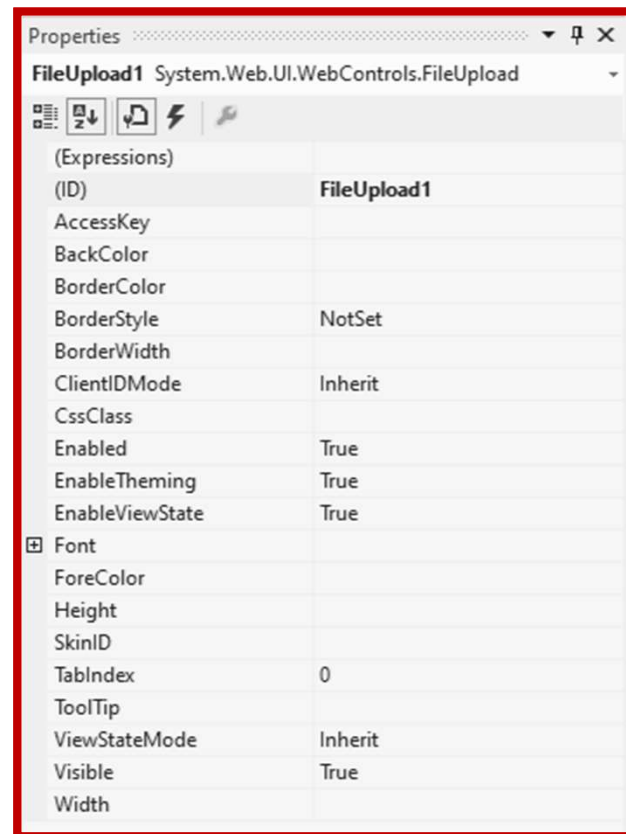 Properties
FileUpload1 System.Web.UI.WebControls.FileUpload
(Expressions)
(ID) FileUpload1
AccessKey
BackColor
BorderColor
BorderStyle NotSet
BorderWidth
ClientIDMode Inherit
CssClass
Enabled True
EnableTheming True
EnableViewState True
Font
ForeColor
Height
SkinID
TabIndex 0
ToolTip
ViewStateMode Inherit
Visible True
Width